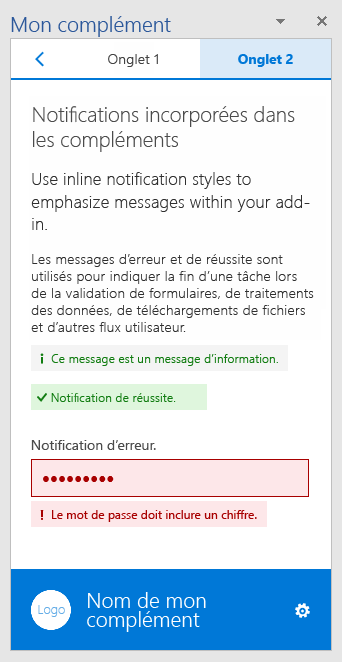 Mon complément
Onglet 1
Onglet 2
Notifications incorporées dans
les compléments
Use inline notification styles to
emphasize messages within your add-
in.
Les messages d'erreur et de réussite sont
utilisés pour indiquer la fin d'une tâche lors
de la validation de formulaires, de traitements
des données, de téléchargements de fichiers
et d'autres flux utilisateur.
Ce message est un message d'information.
Notification de réussite.
Notification d'erreur.
•••••••••
! Le mot de passe doit inclure un chiffre.
Logo
Nom de mon
complément